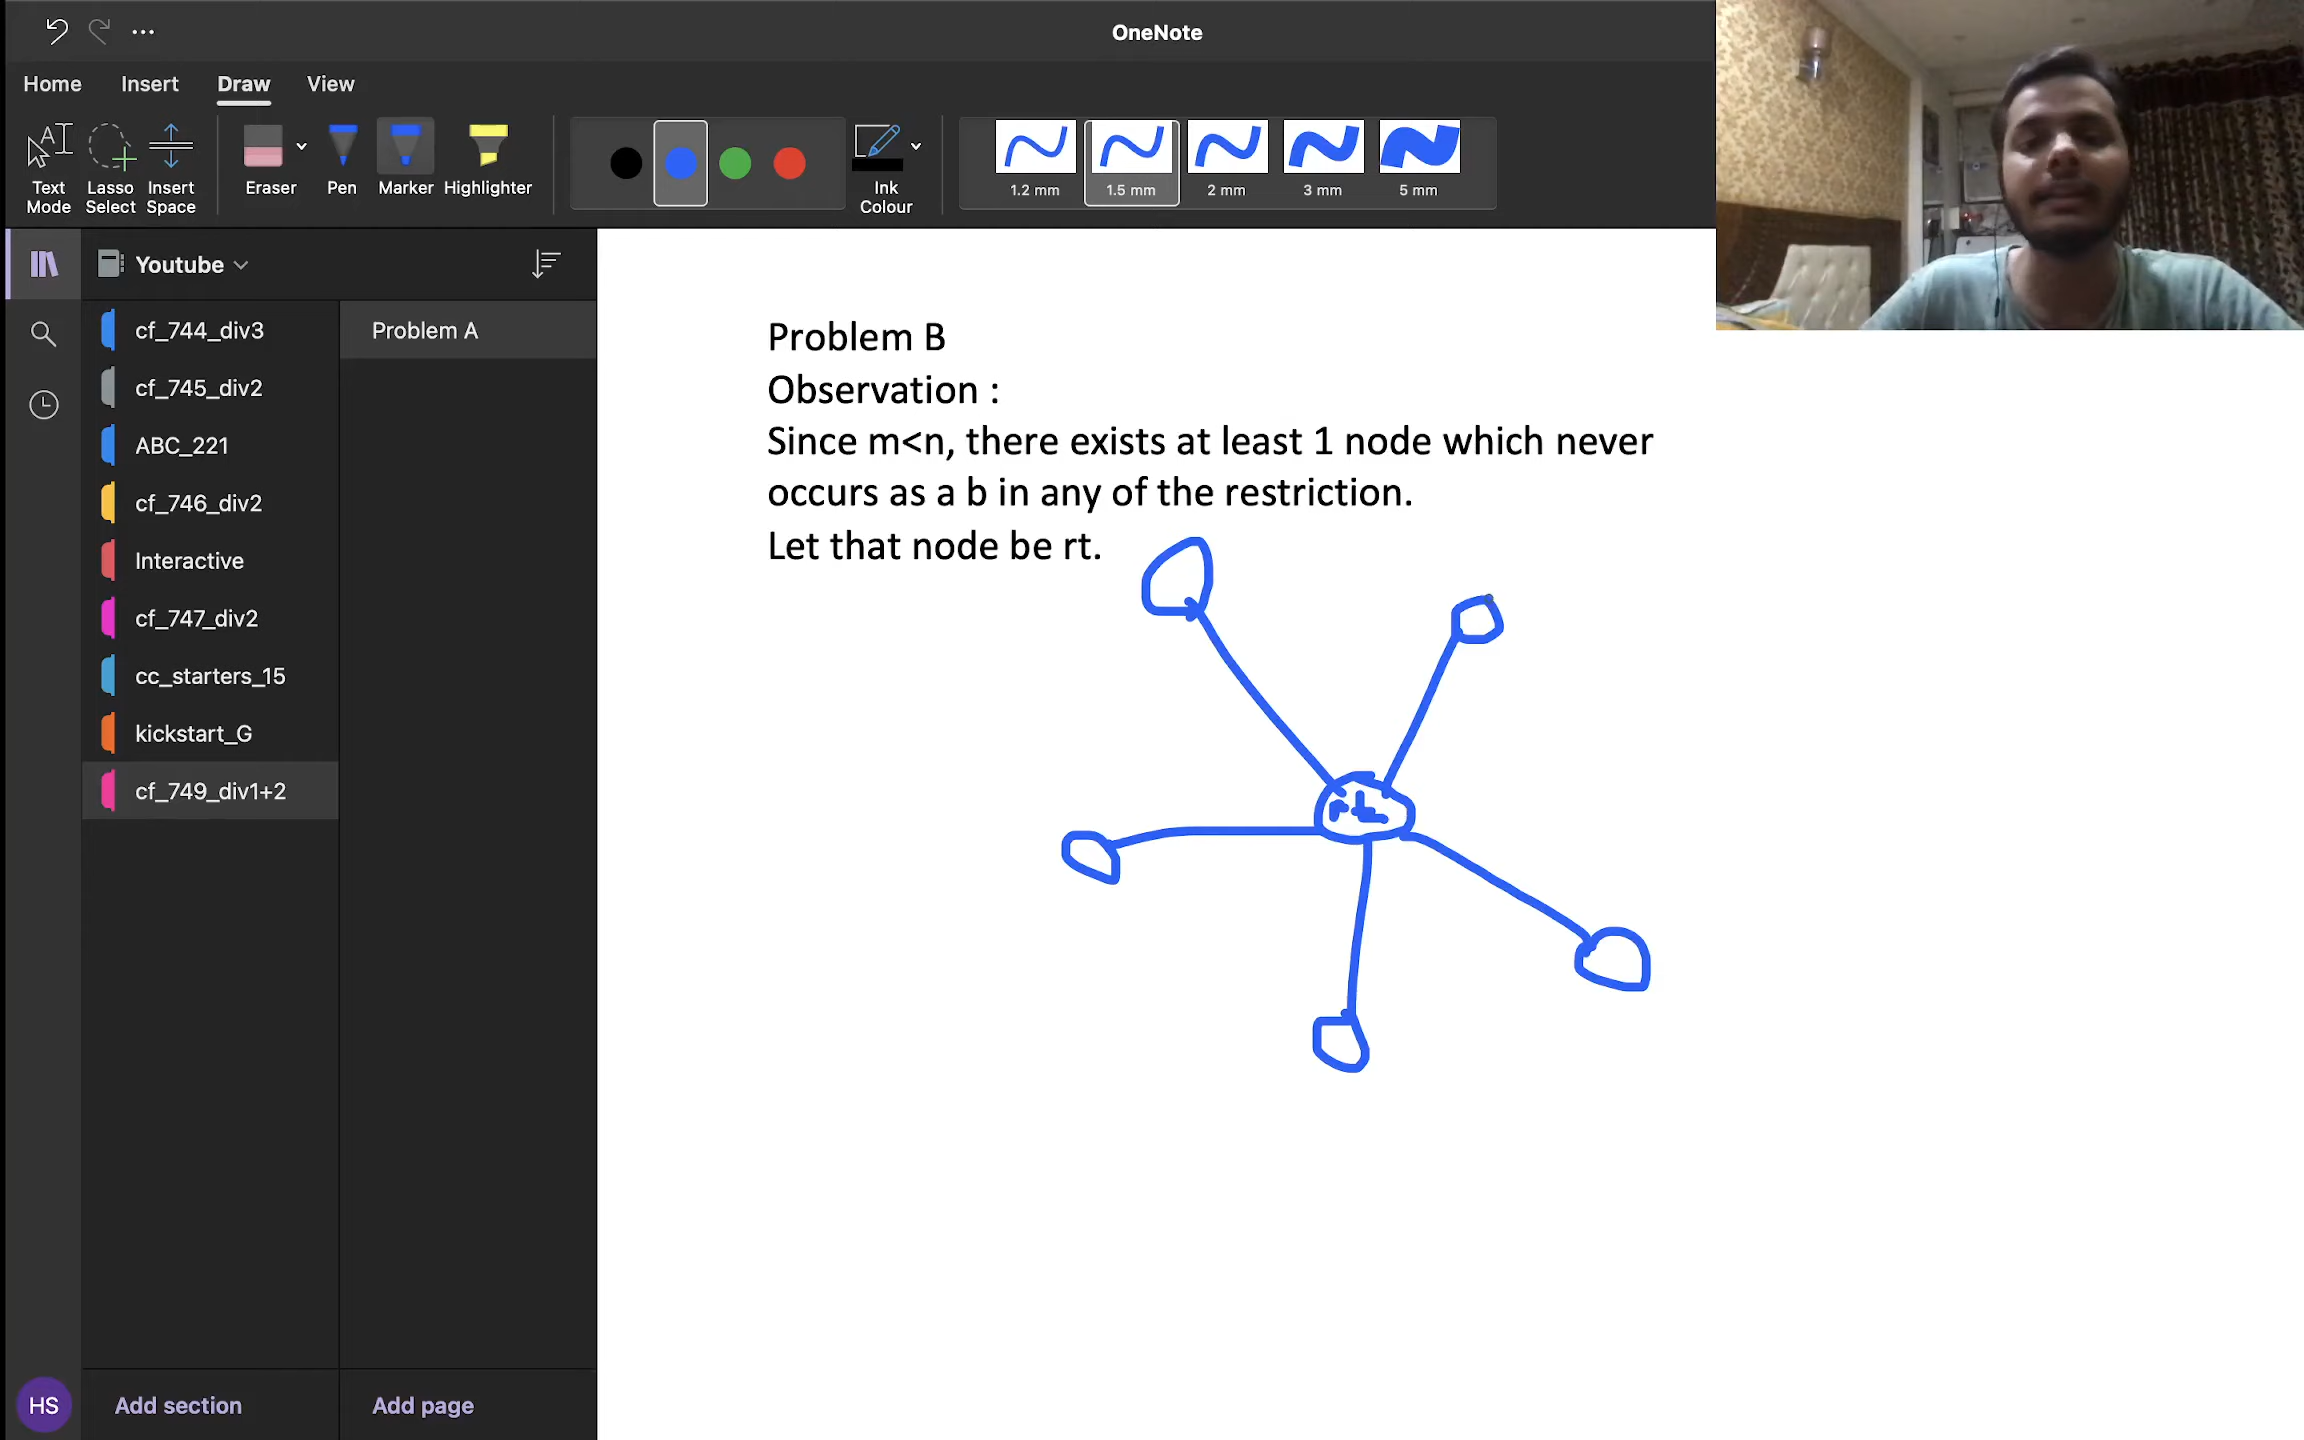 OneNote
Home Insert Draw View
Text Mode
Lasso Select
Insert Space
Eraser
Pen
Marker
Highlighter
Ink Colour
1.2 mm
1.5 mm
2 mm
3 mm
5 mm
Youtube
cf_744_div3
cf_745_div2
ABC_221
cf_746_div2
Interactive
cf_747_div2
cc_starters_15
kickstart_G
cf_749_div1+2
Problem A
Problem B
Observation :
Since m<n, there exists at least 1 node which never
occurs as a b in any of the restriction.
Let that node be rt.
rt
HS
Add section
Add page